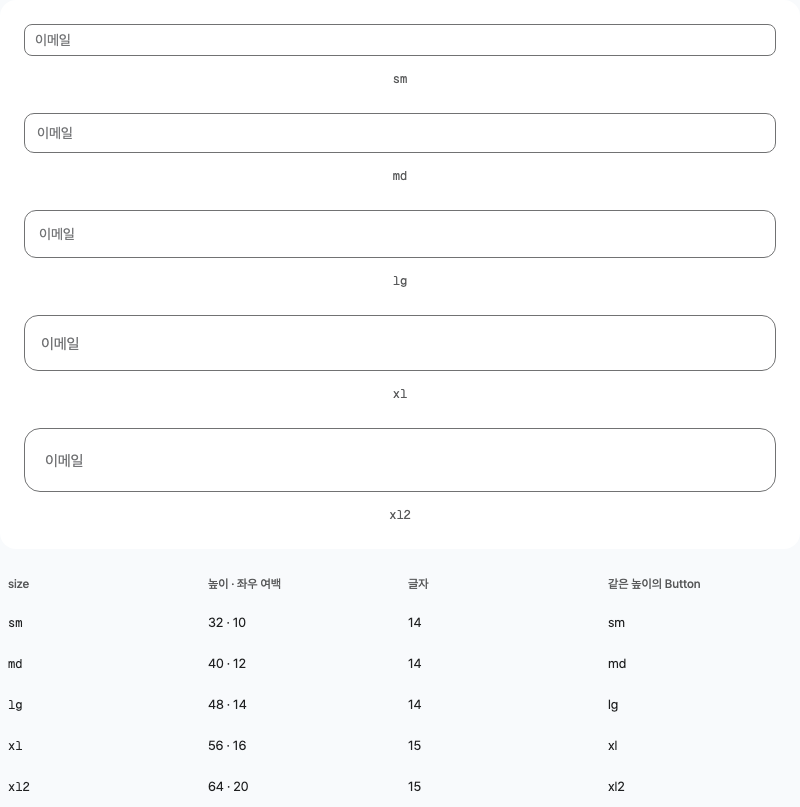 이메일
sm
이메일
md
이메일
lg
이메일
xl
이메일
xl2
size 높이 · 좌우 여백 글자 같은 높이의 Button
sm 32 · 10 14 sm
md 40 · 12 14 md
lg 48 · 14 14 lg
xl 56 · 16 15 xl
xl2 64 · 20 15 xl2